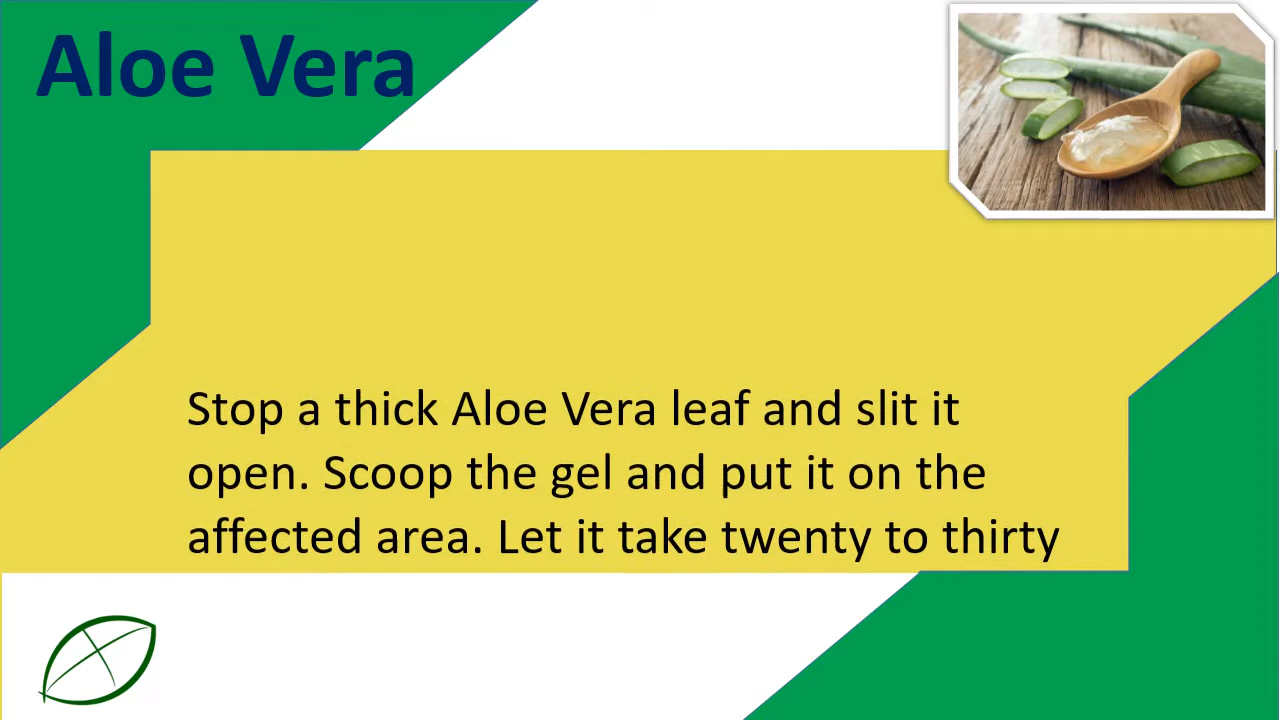 Aloe Vera
Stop a thick Aloe Vera leaf and slit it
open. Scoop the gel and put it on the
affected area. Let it take twenty to thirty